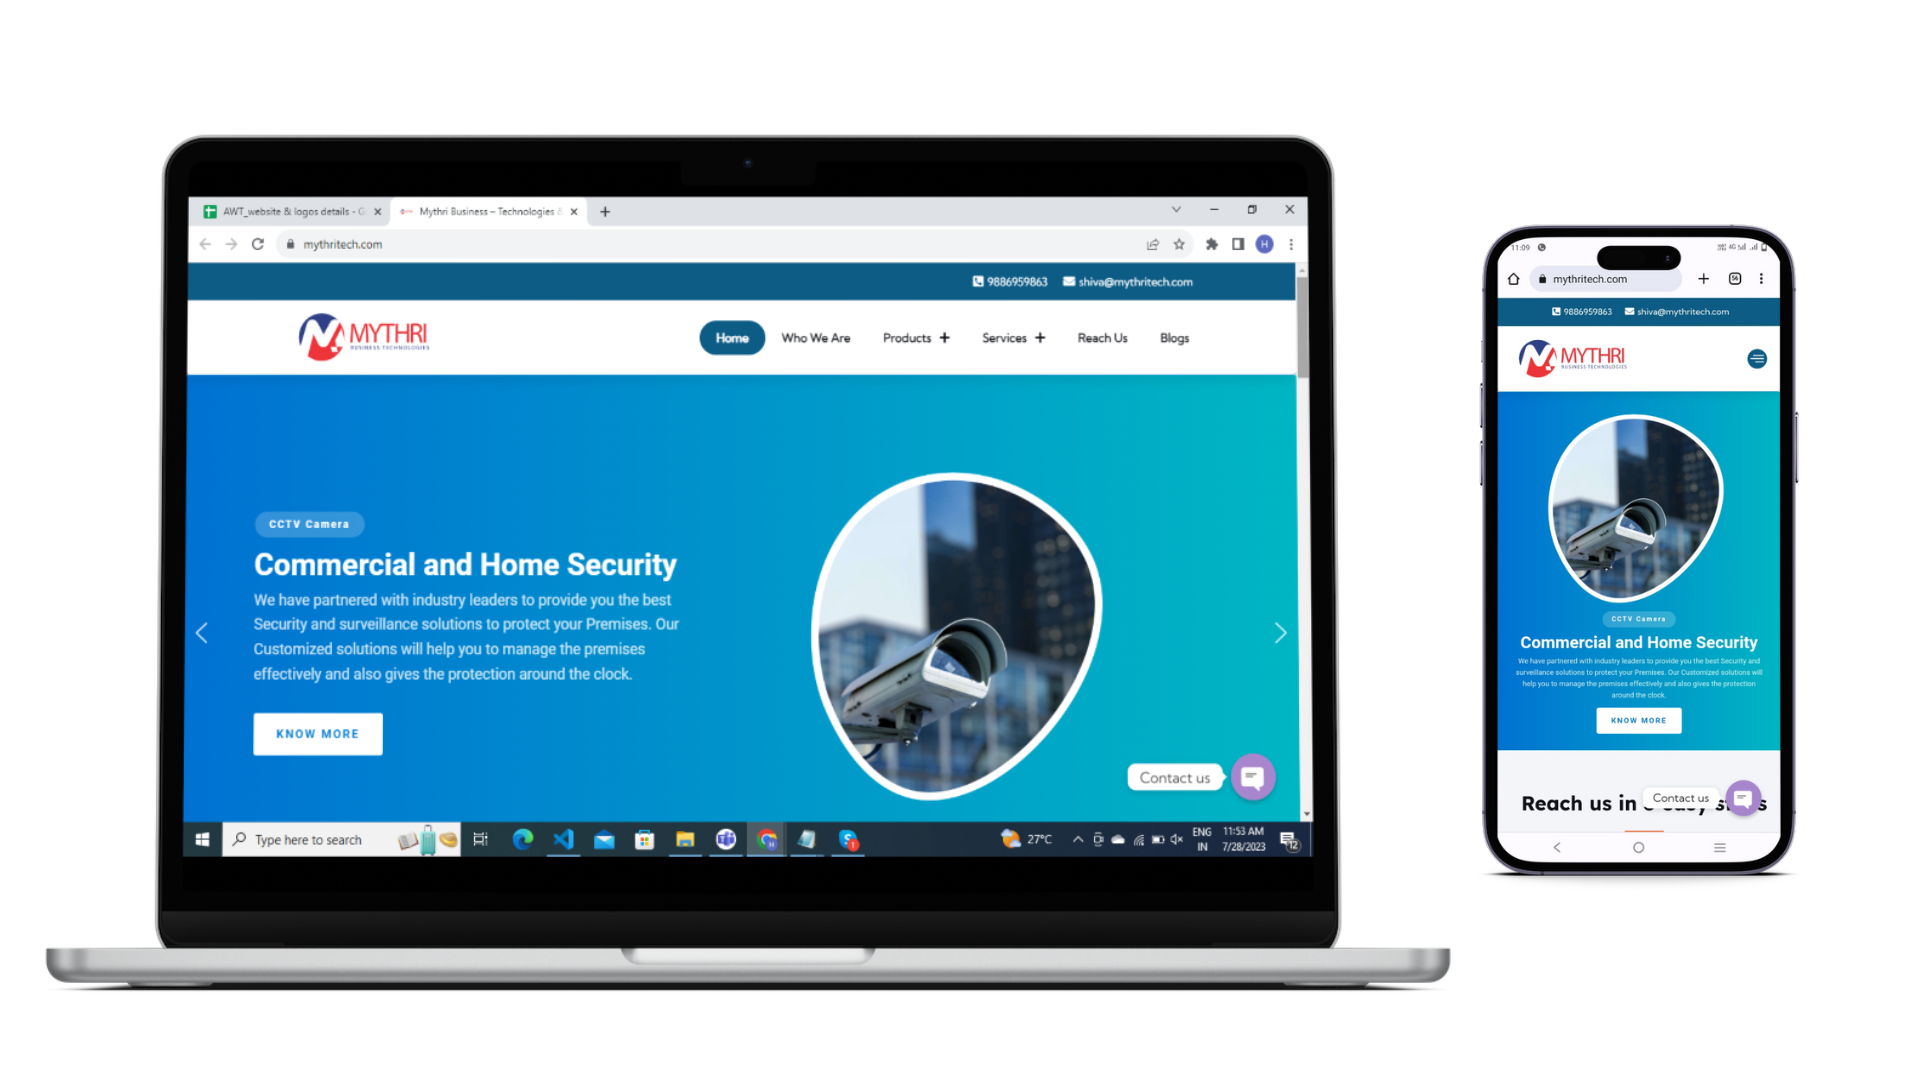 AWT_website & logos details - G
Mythri Business – Technologies &
mythritech.com
9886959863 shiva@mythritech.com
MYTHRI
BUSINESS TECHNOLOGIES
Home Who We Are Products + Services + Reach Us Blogs
CCTV Camera
Commercial and Home Security
We have partnered with industry leaders to provide you the best
Security and surveillance solutions to protect your Premises. Our
Customized solutions will help you to manage the premises
effectively and also gives the protection around the clock.
KNOW MORE
Contact us
H
Type here to search
27°C
ENG
IN
11:53 AM
7/28/2023
12
11:09
4G
mythritech.com
56
9886959863 shiva@mythritech.com
MYTHRI
BUSINESS TECHNOLOGIES
CCTV Camera
Commercial and Home Security
We have partnered with industry leaders to provide you the best Security and
surveillance solutions to protect your Premises. Our Customized solutions will
help you to manage the premises effectively and also gives the protection
around the clock.
KNOW MORE
Reach us in easy
Contact us